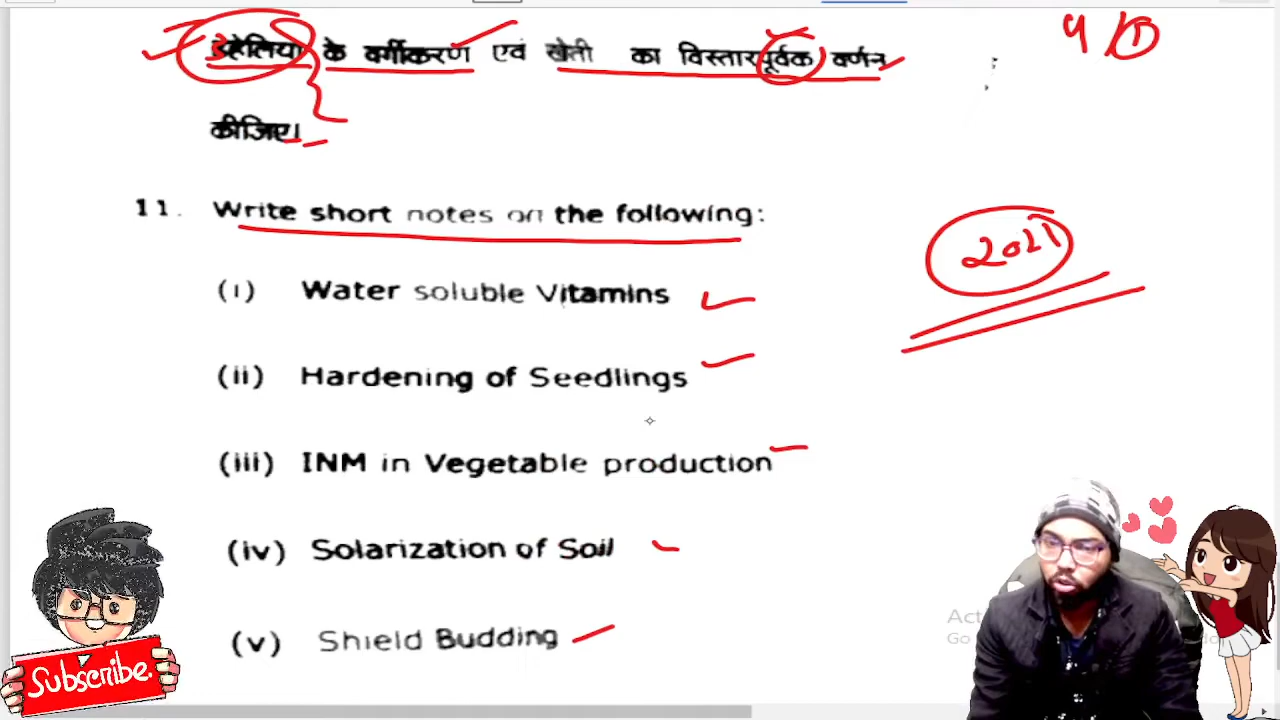 डहेलिया के वर्गीकरण एवं खेती का विस्तारपूर्वक वर्णन
कीजिए।
11. Write short notes on the following:
2021
(i) Water soluble Vitamins
(ii) Hardening of Seedlings
(iii) INM in Vegetable production
(iv) Solarization of Soil
(v) Shield Budding
Subscribe.